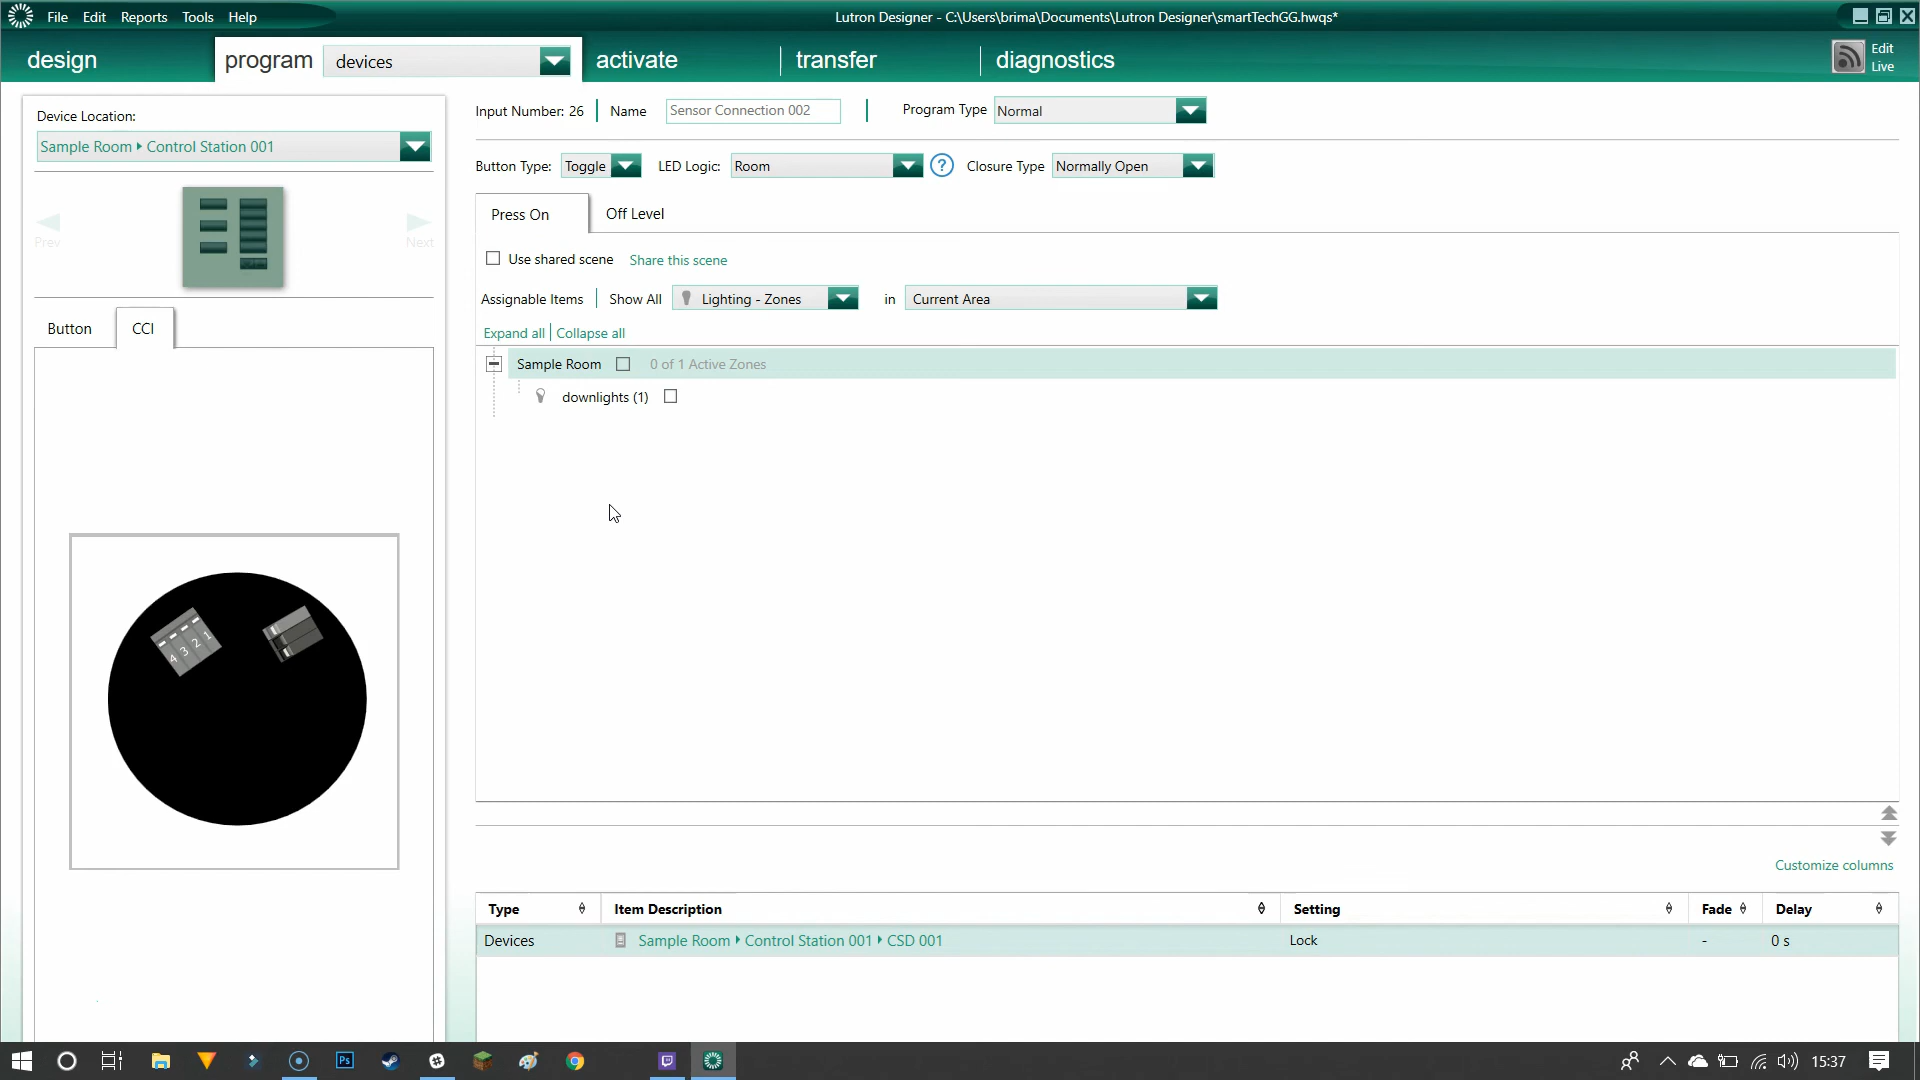 File Edit Reports Tools Help
Lutron Designer - C:\Users\brima\Documents\Lutron Designer\smartTechGG.hwqs*
design
program
devices
activate
transfer
diagnostics
Edit
Live
Device Location:
Sample Room Control Station 001
Prev
Next
Button
CCI
4 3 2 1
Input Number: 26
Name
Sensor Connection 002
Program Type
Normal
Button Type:
Toggle
LED Logic:
Room
?
Closure Type
Normally Open
Press On
Off Level
Use shared scene
Share this scene
Assignable Items
Show All
Lighting - Zones
in
Current Area
Expand all
Collapse all
Sample Room
0 of 1 Active Zones
downlights (1)
Customize columns
Type
Item Description
Setting
Fade
Delay
Devices
Sample Room Control Station 001 CSD 001
Lock
-
0 s
Ps
15:37